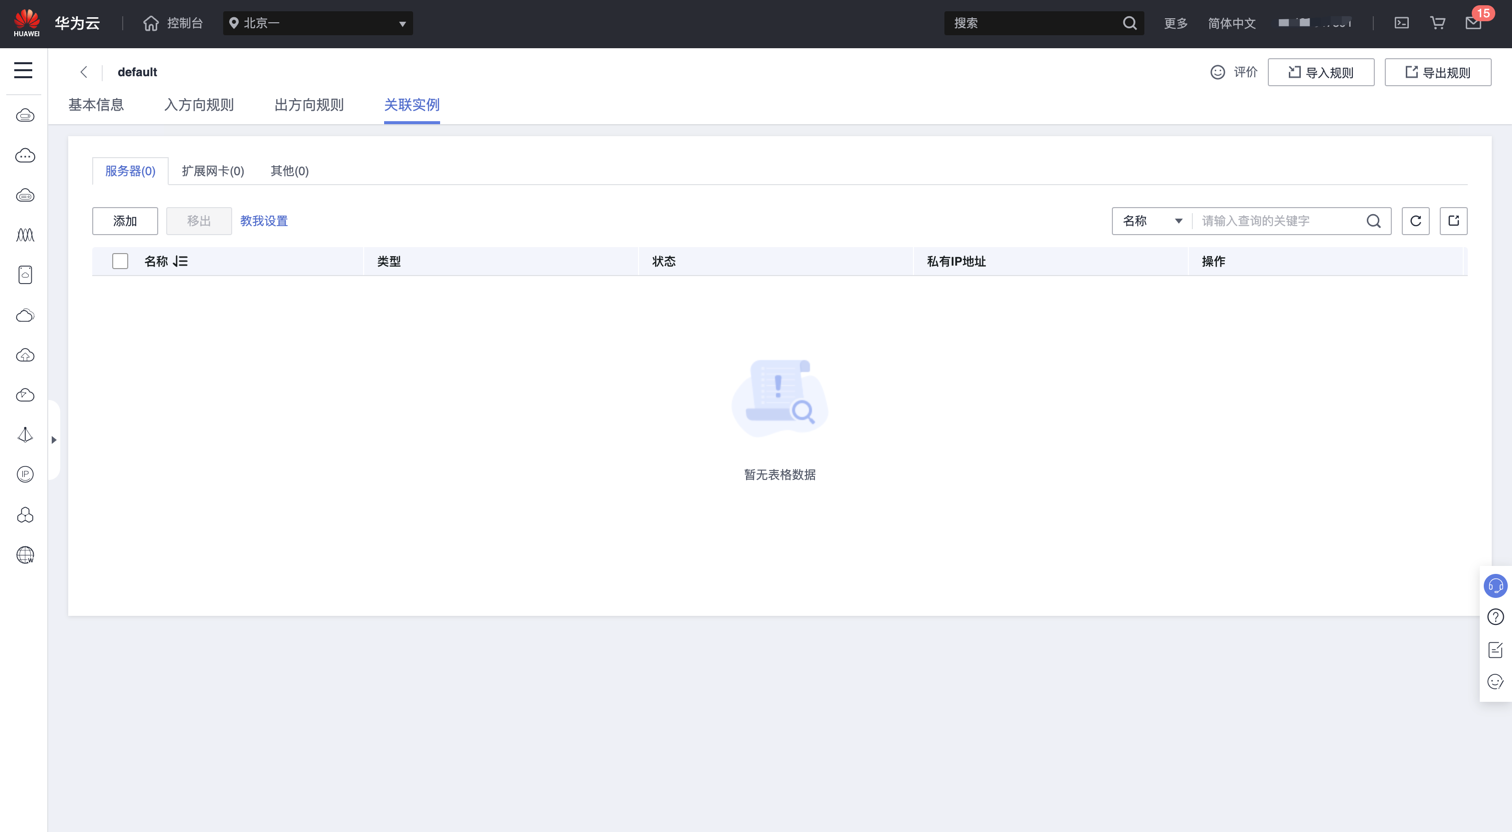 HUAWEI
华为云
控制台
北京一
搜索
更多
简体中文
15
default
评价
导入规则
导出规则
基本信息
入方向规则
出方向规则
关联实例
服务器(0)
扩展网卡(0)
其他(0)
添加
移出
教我设置
名称
请输入查询的关键字
名称
类型
状态
私有IP地址
操作
暂无表格数据
IP